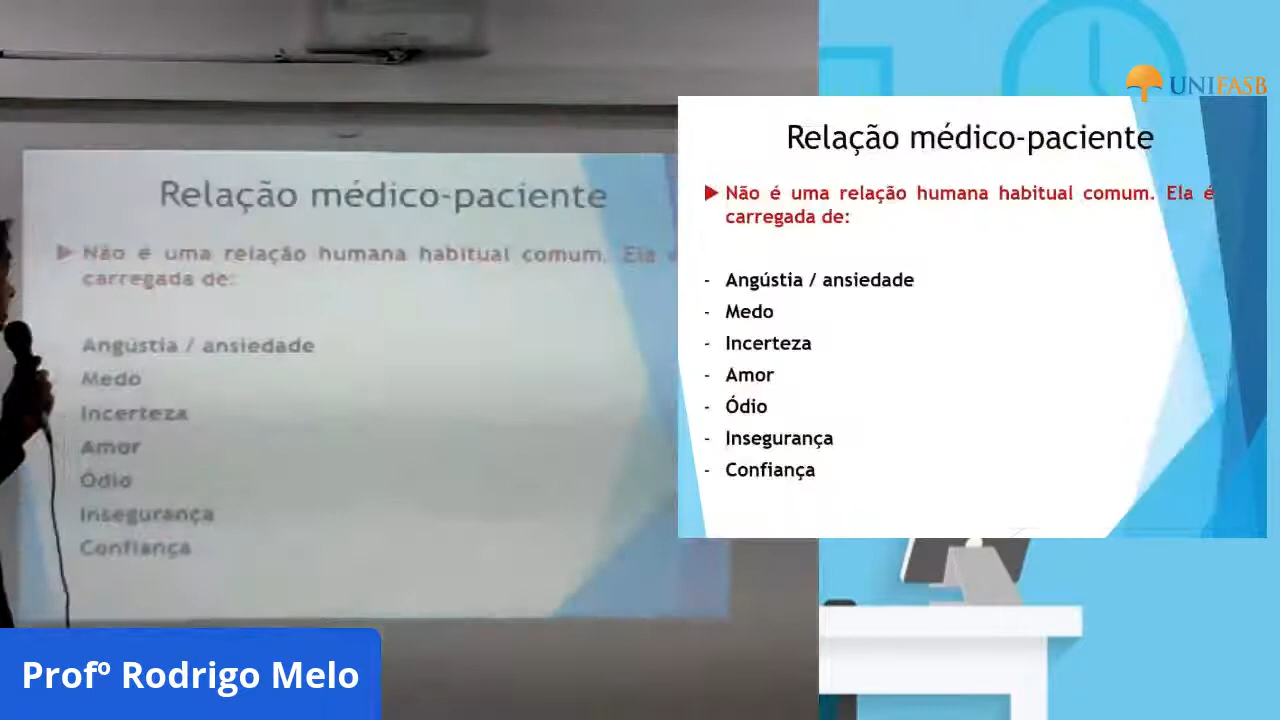 Relação médico-paciente
Não é uma relação humana habitual comum. Ela
carregada de:
Angústia / ansiedade
Medo
Incerteza
Amor
Ódio
Insegurança
Confiança
Profº Rodrigo Melo
UNIFASB
Relação médico-paciente
Não é uma relação humana habitual comum. Ela é
carregada de:
- Angústia / ansiedade
- Medo
- Incerteza
- Amor
- Ódio
- Insegurança
- Confiança